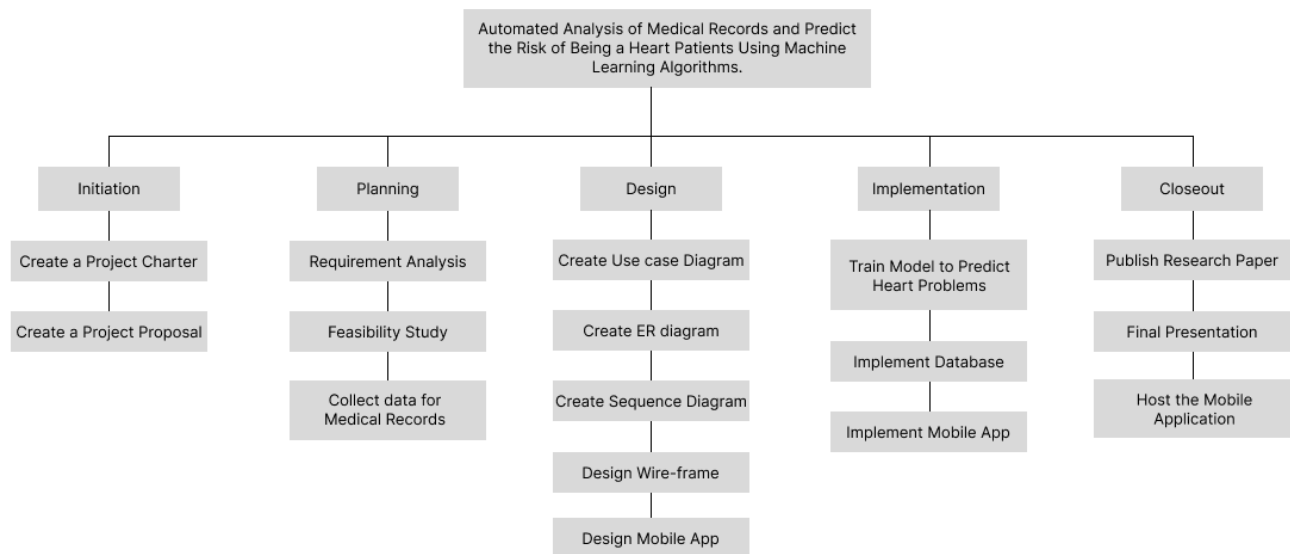 Automated Analysis of Medical Records and Predict
the Risk of Being a Heart Patients Using Machine
Learning Algorithms.
Initiation
Create a Project Charter
Create a Project Proposal
Planning
Requirement Analysis
Feasibility Study
Collect data for
Medical Records
Design
Create Use case Diagram
Create ER diagram
Create Sequence Diagram
Design Wire-frame
Design Mobile App
Implementation
Train Model to Predict
Heart Problems
Implement Database
Implement Mobile App
Closeout
Publish Research Paper
Final Presentation
Host the Mobile
Application